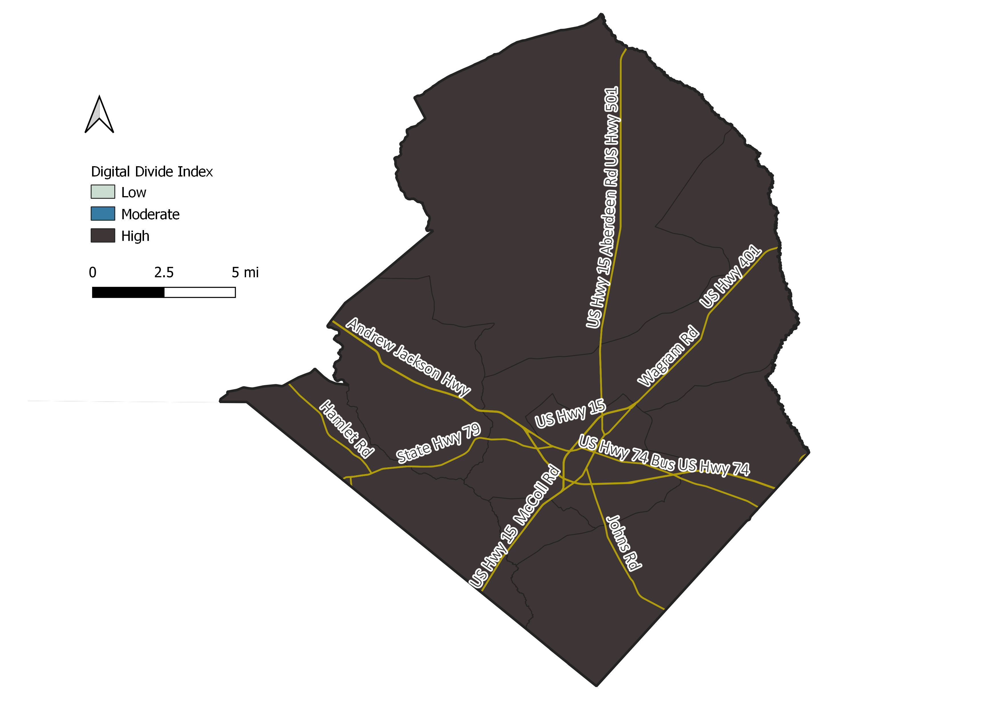 Digital Divide Index
Low
Moderate
High
0 2.5 5 mi
US Hwy 15 Aberdeen Rd US Hwy 501
US Hwy 401
Wagram Rd
Andrew Jackson Hwy
US Hwy 15
Hamlet Rd
State Hwy 79
US Hwy 74 Bus US Hwy 74
US Hwy 15 McColl Rd
Johns Rd